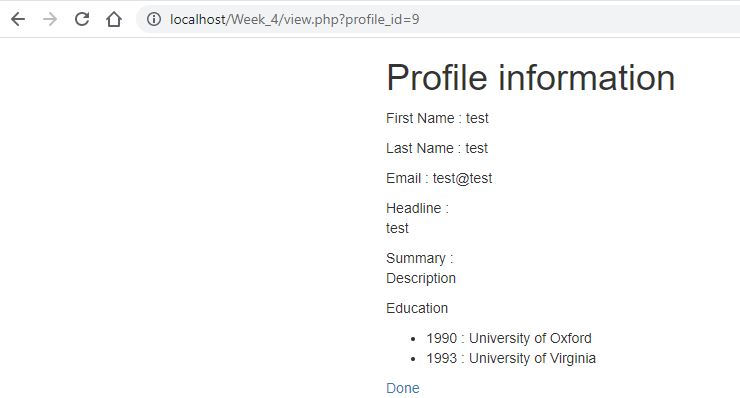 localhost/Week_4/view.php?profile_id=9
Profile information
First Name : test
Last Name : test
Email : test@test
Headline :
test
Summary :
Description
Education
1990 : University of Oxford
1993 : University of Virginia
Done